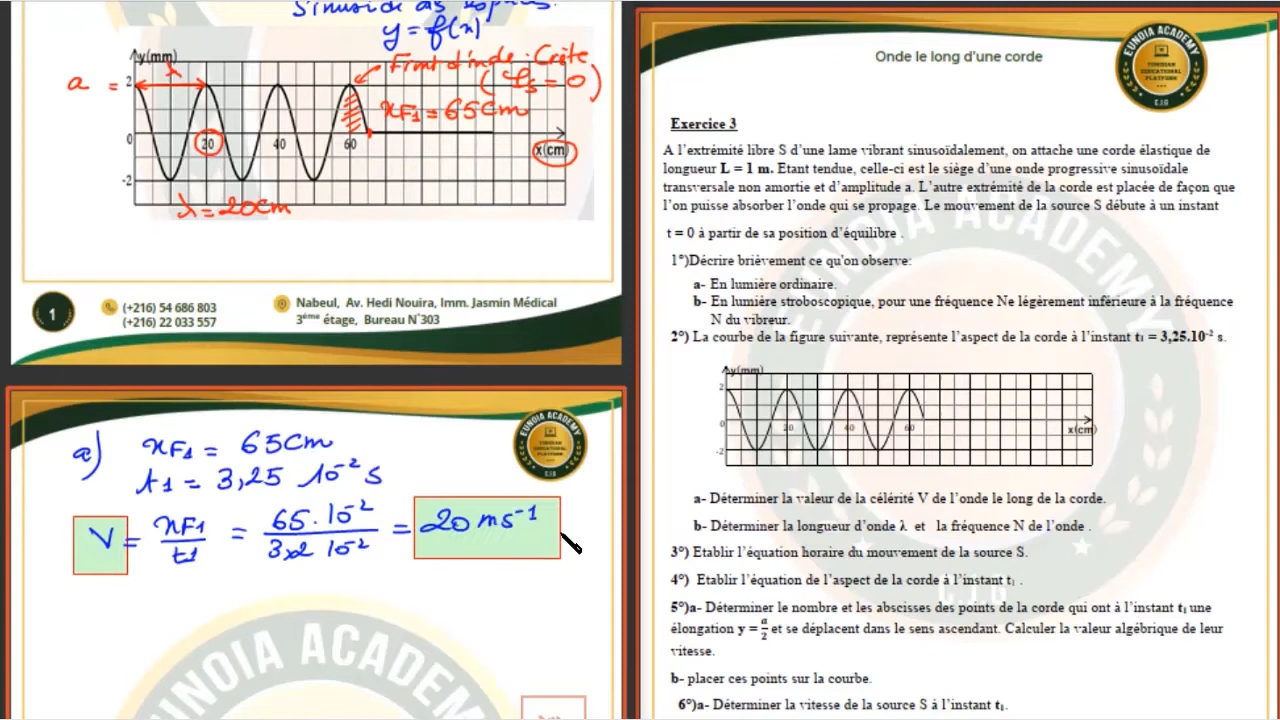 Sinusoide des espaces.
y = f(x)
y(mm)
λ
Front d'onde : Crête
(φs = 0)
a = 2
xF1 = 65cm
0
20
40
60
x(cm)
-2
λ = 20cm
1
(+216) 54 686 803
(+216) 22 033 557
Nabeul, Av. Hedi Nouira, Imm. Jasmin Médical
3ème étage, Bureau N°303
EUNOIA ACADEMY
TUNISIAN
EDUCATIONAL
PLATFORM
C.I.G
a) xF1 = 65cm
t1 = 3,25 10-2 s
V = xF1/t1 = 65.10-2 / 3,2 10-2 = 20 ms-1
EUNOIA ACADEMY
Onde le long d'une corde
EUNOIA ACADEMY
TUNISIAN
EDUCATIONAL
PLATFORM
C.I.G
Exercice 3
A l'extrémité libre S d'une lame vibrant sinusoïdalement, on attache une corde élastique de
longueur L = 1 m. Etant tendue, celle-ci est le siège d'une onde progressive sinusoïdale
transversale non amortie et d'amplitude a. L'autre extrémité de la corde est placée de façon que
l'on puisse absorber l'onde qui se propage. Le mouvement de la source S débute à un instant
t = 0 à partir de sa position d'équilibre .
1°)Décrire brièvement ce qu'on observe:
a- En lumière ordinaire.
b- En lumière stroboscopique, pour une fréquence Ne légèrement inférieure à la fréquence
N du vibreur.
2°) La courbe de la figure suivante, représente l'aspect de la corde à l'instant t1 = 3,25.10-2 s.
y(mm)
2
0
20
40
60
x(cm)
-2
a- Déterminer la valeur de la célérité V de l'onde le long de la corde.
b- Déterminer la longueur d'onde λ et la fréquence N de l'onde .
3°) Etablir l'équation horaire du mouvement de la source S.
4°) Etablir l'équation de l'aspect de la corde à l'instant t1 .
5°)a- Déterminer le nombre et les abscisses des points de la corde qui ont à l'instant t1 une
élongation y = a/2 et se déplacent dans le sens ascendant. Calculer la valeur algébrique de leur
vitesse.
b- placer ces points sur la courbe.
6°)a- Déterminer la vitesse de la source S à l'instant t1.